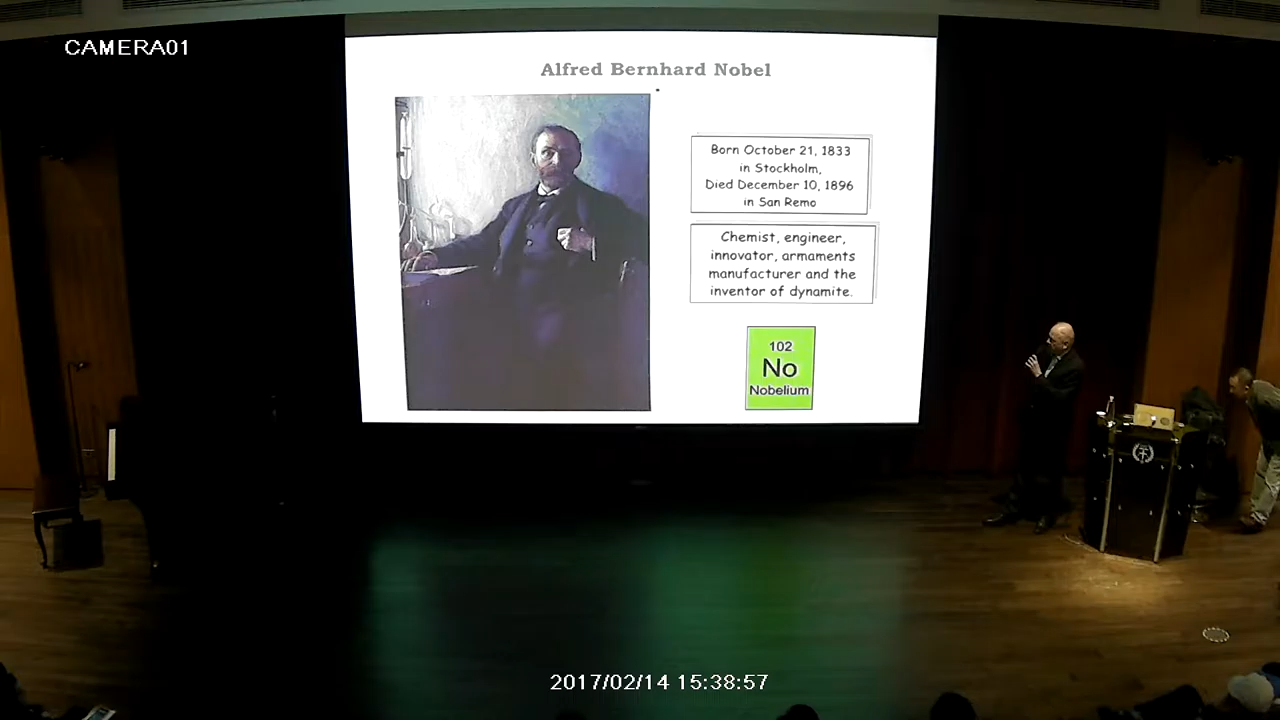 CAMERA01
Alfred Bernhard Nobel
Born October 21, 1833
in Stockholm,
Died December 10, 1896
in San Remo
Chemist, engineer,
innovator, armaments
manufacturer and the
inventor of dynamite.
102
No
Nobelium
2017/02/14 15:38:57